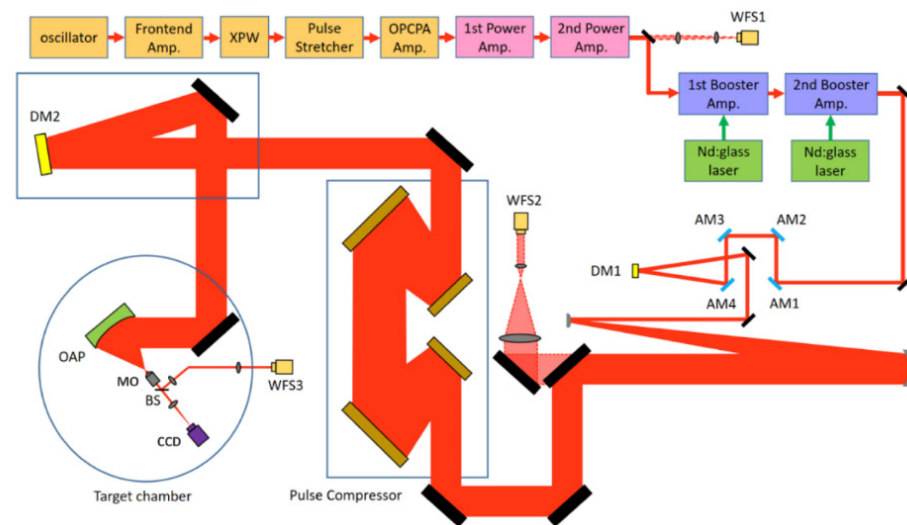 oscillator
Frontend
Amp.
XPW
Pulse
Stretcher
OPCPA
Amp.
1st Power
Amp.
2nd Power
Amp.
WFS1
1st Booster
Amp.
2nd Booster
Amp.
Nd:glass
laser
Nd:glass
laser
DM2
WFS2
AM3
AM2
DM1
AM4
AM1
OAP
MO
BS
WFS3
CCD
Target chamber
Pulse Compressor